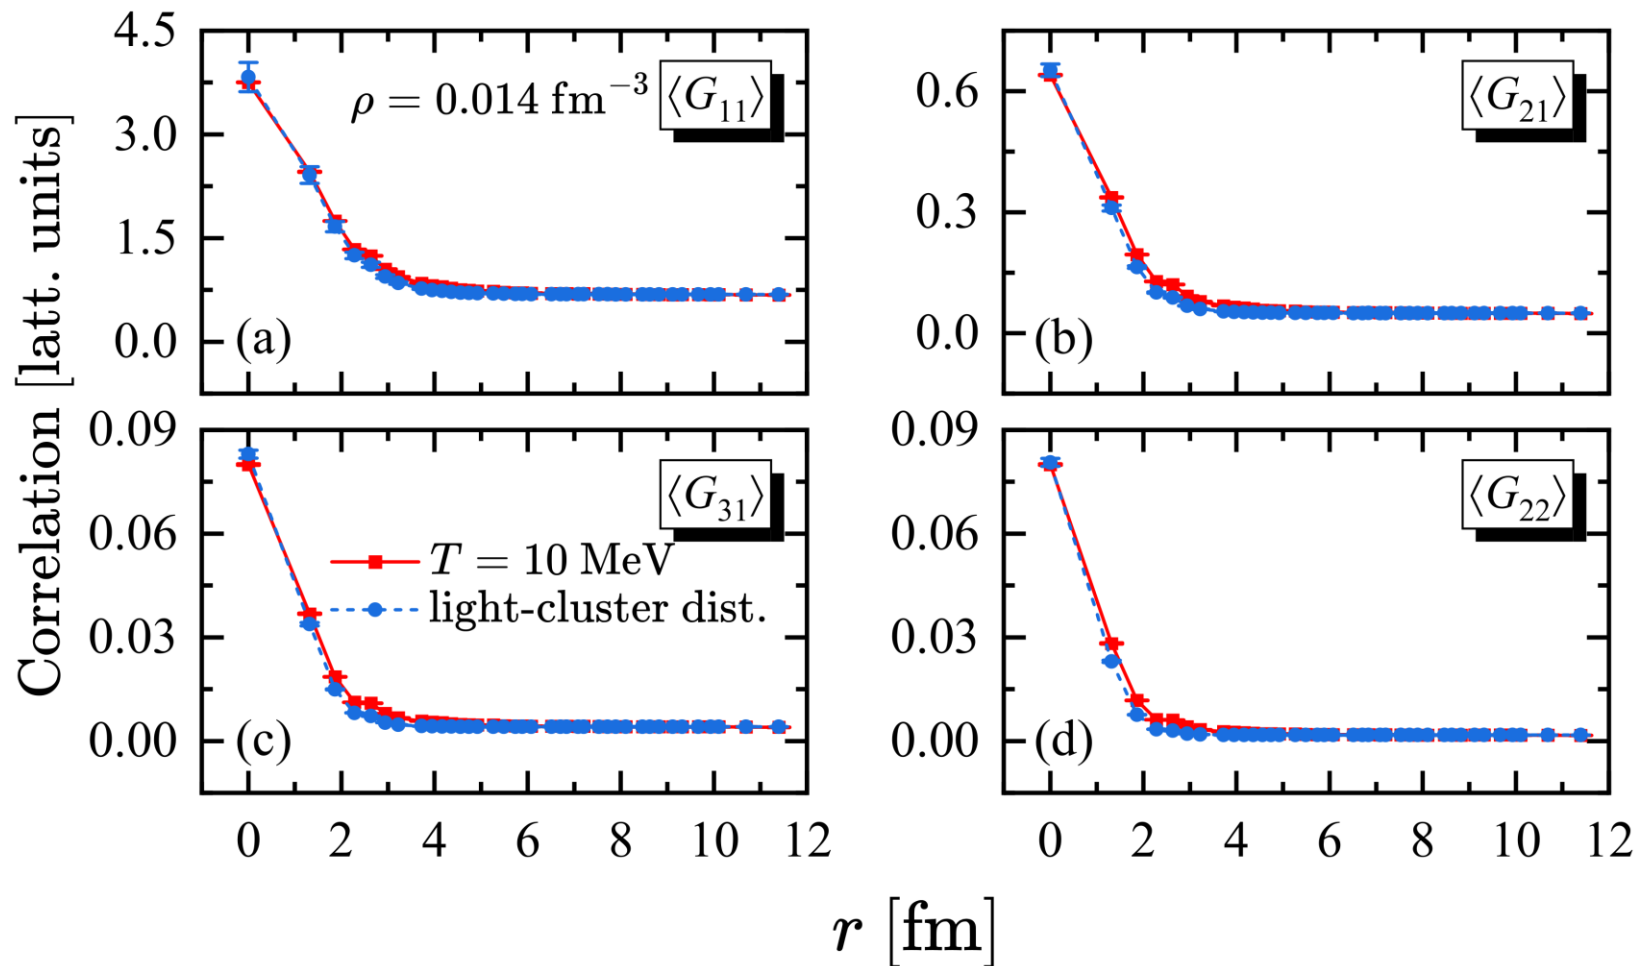 Correlation [latt. units]
4.5
3.0
1.5
0.0
ρ = 0.014 fm⁻³
⟨G₁₁⟩
(a)
0.6
0.3
0.0
⟨G₂₁⟩
(b)
0.09
0.06
0.03
0.00
⟨G₃₁⟩
T = 10 MeV
light-cluster dist.
(c)
0 2 4 6 8 10 12
0.09
0.06
0.03
0.00
⟨G₂₂⟩
(d)
0 2 4 6 8 10 12
r [fm]